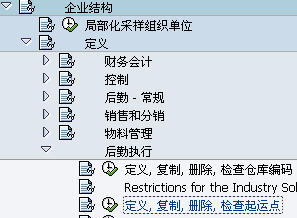 企业结构
局部化采样组织单位
定义
财务会计
控制
后勤 - 常规
销售和分销
物料管理
后勤执行
定义, 复制, 删除, 检查仓库编码
Restrictions for the Industry Sol
定义, 复制, 删除, 检查起运点